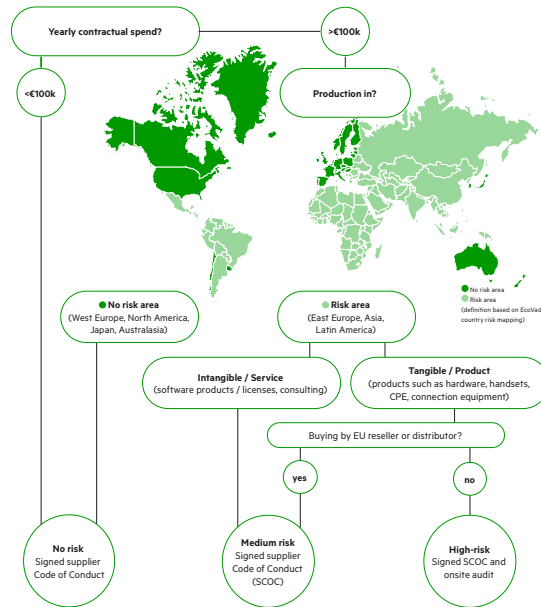 Yearly contractual spend?
>€100k
<€100k
Production in?
No risk area
Risk area
(definition based on EcoVad
country risk mapping)
No risk area
(West Europe, North America,
Japan, Australasia)
Risk area
(East Europe, Asia,
Latin America)
Intangible / Service
(software products / licenses, consulting)
Tangible / Product
(products such as hardware, handsets,
CPE, connection equipment)
Buying by EU reseller or distributor?
yes
no
No risk
Signed supplier
Code of Conduct
Medium risk
Signed supplier
Code of Conduct
(SCOC)
High-risk
Signed SCOC and
onsite audit